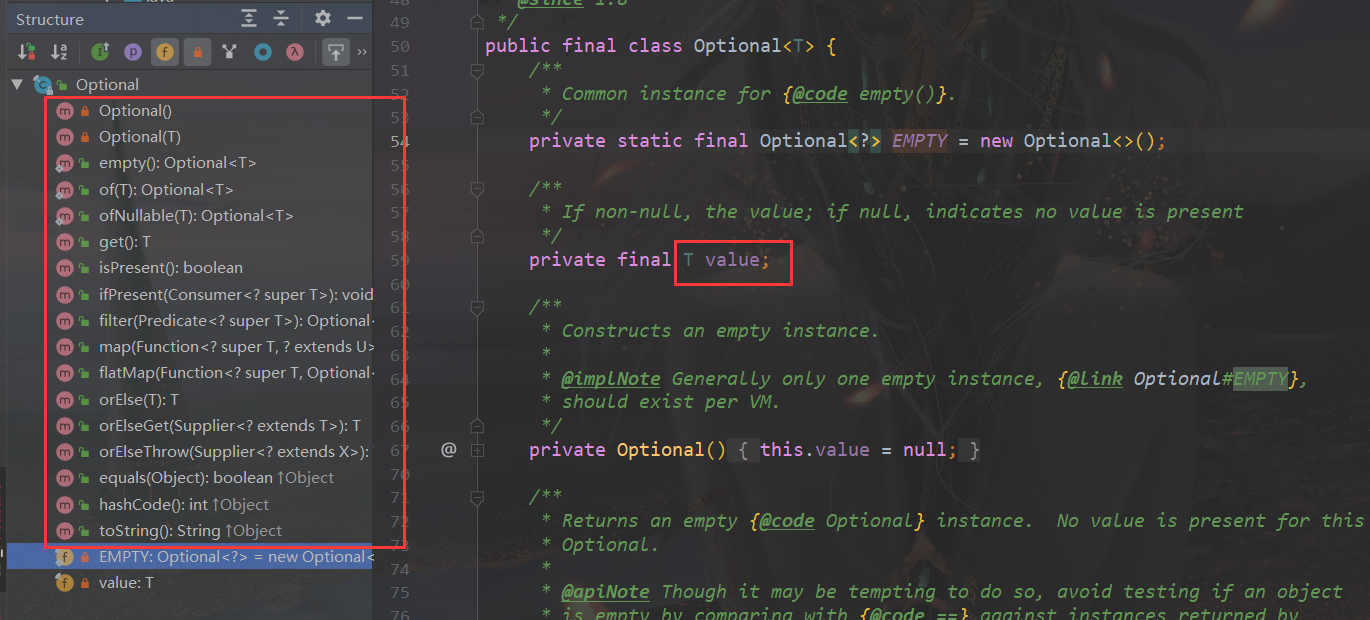 Structure
Optional
Optional()
Optional(T)
empty(): Optional<T>
of(T): Optional<T>
ofNullable(T): Optional<T>
get(): T
isPresent(): boolean
ifPresent(Consumer<? super T>): void
filter(Predicate<? super T>): Optional<
map(Function<? super T, ? extends U>
flatMap(Function<? super T, Optional<
orElse(T): T
orElseGet(Supplier<? extends T>): T
orElseThrow(Supplier<? extends X>):
equals(Object): boolean ↑Object
hashCode(): int ↑Object
toString(): String ↑Object
EMPTY: Optional<?> = new Optional<
value: T
48 @since 1.8
49 */
50 public final class Optional<T> {
51 /**
52 * Common instance for {@code empty()}.
53 */
54 private static final Optional<?> EMPTY = new Optional<>();
55
56 /**
57 * If non-null, the value; if null, indicates no value is present
58 */
59 private final T value;
60
61 /**
62 * Constructs an empty instance.
63 *
64 * @implNote Generally only one empty instance, {@link Optional#EMPTY},
65 * should exist per VM.
66 */
67 @ private Optional() { this.value = null; }
70
71 /**
72 * Returns an empty {@code Optional} instance.  No value is present for this
73 * Optional.
74 *
75 * @apiNote Though it may be tempting to do so, avoid testing if an object
76 * is empty by comparing with {@code ==} against instances returned by